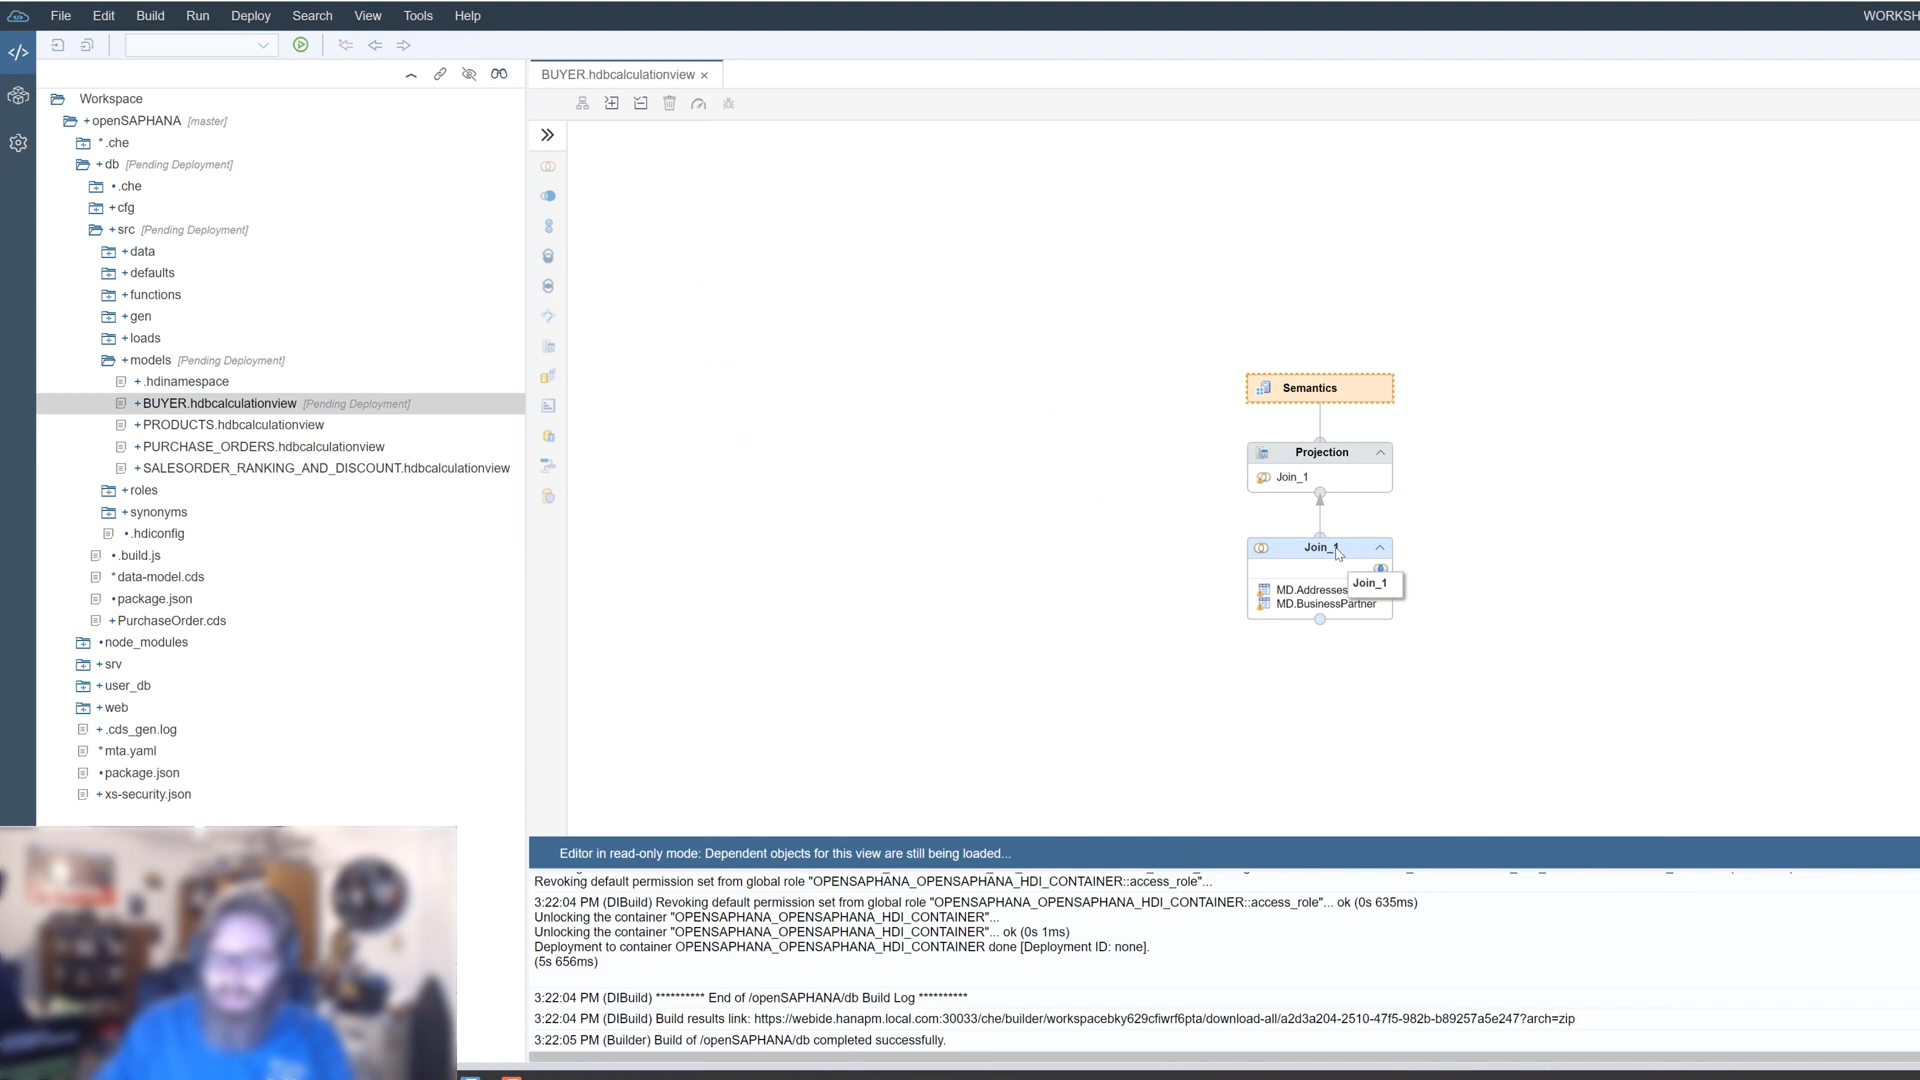 File Edit Build Run Deploy Search View Tools Help WORKSH
BUYER.hdbcalculationview ×
Workspace
+openSAPHANA [master]
*.che
+db [Pending Deployment]
•.che
+cfg
+src [Pending Deployment]
+data
+defaults
+functions
+gen
+loads
+models [Pending Deployment]
+.hdinamespace
+BUYER.hdbcalculationview [Pending Deployment]
+PRODUCTS.hdbcalculationview
+PURCHASE_ORDERS.hdbcalculationview
+SALESORDER_RANKING_AND_DISCOUNT.hdbcalculationview
+roles
+synonyms
•.hdiconfig
•.build.js
*data-model.cds
•package.json
+PurchaseOrder.cds
•node_modules
+srv
+user_db
+web
+.cds_gen.log
*mta.yaml
•package.json
+xs-security.json
Semantics
Projection
Join_1
Join_1
Join_1
MD.Addresses
MD.BusinessPartner
Editor in read-only mode: Dependent objects for this view are still being loaded...
Revoking default permission set from global role "OPENSAPHANA_OPENSAPHANA_HDI_CONTAINER::access_role"...
3:22:04 PM (DIBuild) Revoking default permission set from global role "OPENSAPHANA_OPENSAPHANA_HDI_CONTAINER::access_role"... ok (0s 635ms)
Unlocking the container "OPENSAPHANA_OPENSAPHANA_HDI_CONTAINER"...
Unlocking the container "OPENSAPHANA_OPENSAPHANA_HDI_CONTAINER"... ok (0s 1ms)
Deployment to container OPENSAPHANA_OPENSAPHANA_HDI_CONTAINER done [Deployment ID: none].
(5s 656ms)
3:22:04 PM (DIBuild) ********** End of /openSAPHANA/db Build Log **********
3:22:04 PM (DIBuild) Build results link: https://webide.hanapm.local.com:30033/che/builder/workspacebky629cfiwrf6pta/download-all/a2d3a204-2510-47f5-982b-b89257a5e247?arch=zip
3:22:05 PM (Builder) Build of /openSAPHANA/db completed successfully.